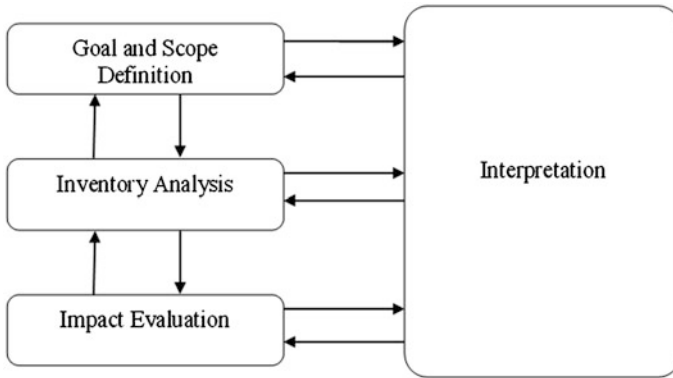 Goal and Scope
Definition
Inventory Analysis
Interpretation
Impact Evaluation